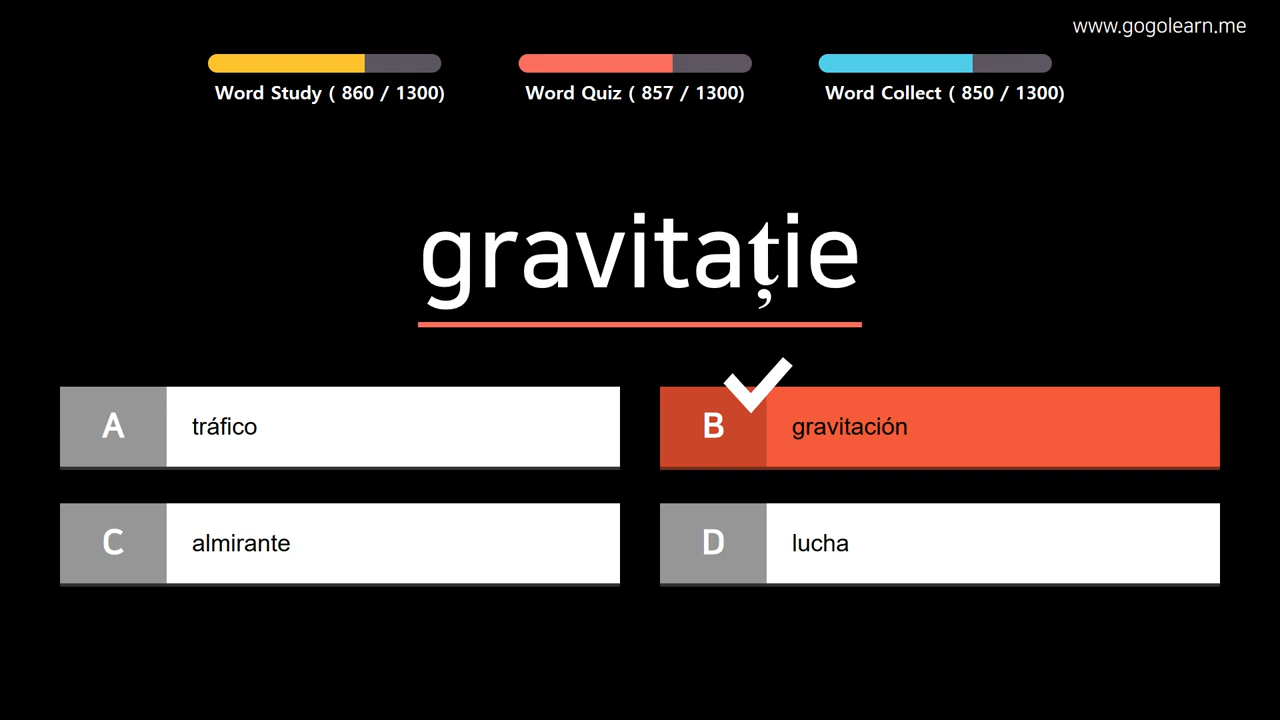 www.gogolearn.me
Word Study ( 860 / 1300)
Word Quiz ( 857 / 1300)
Word Collect ( 850 / 1300)
gravitație
A
tráfico
B
gravitación
C
almirante
D
lucha